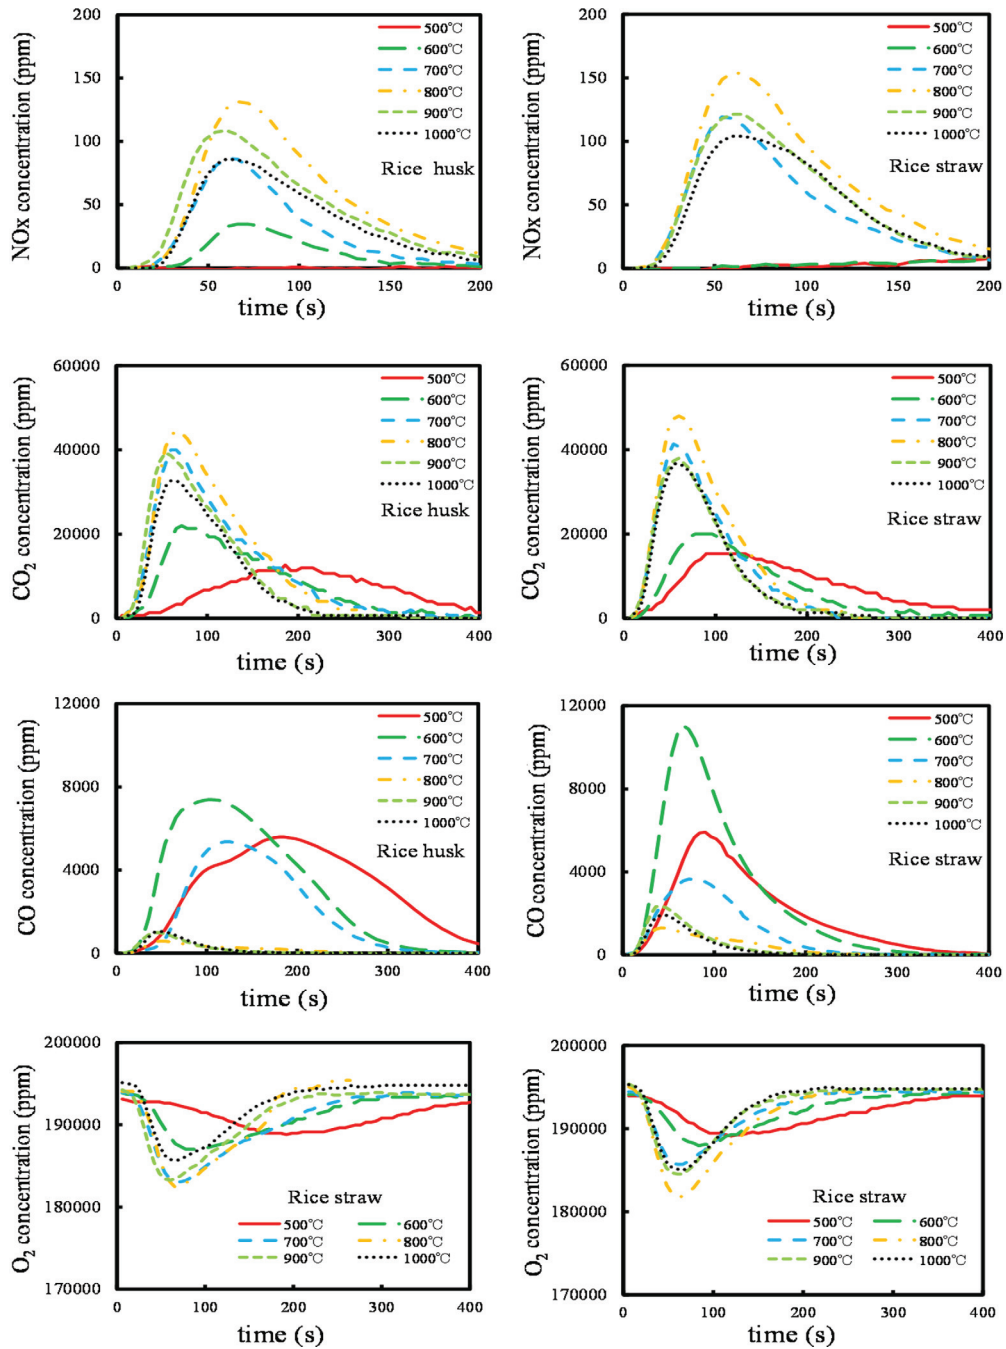 NOx concentration (ppm)
200
150
100
50
0
0 50 100 150 200
time (s)
500℃
600℃
700℃
800℃
900℃
1000℃
Rice husk
NOx concentration (ppm)
200
150
100
50
0
0 50 100 150 200
time (s)
500℃
600℃
700℃
800℃
900℃
1000℃
Rice straw
CO2 concentration (ppm)
60000
40000
20000
0
0 100 200 300 400
time (s)
500℃
600℃
700℃
800℃
900℃
1000℃
Rice husk
CO2 concentration (ppm)
60000
40000
20000
0
0 100 200 300 400
time (s)
500℃
600℃
700℃
800℃
900℃
1000℃
Rice straw
CO concentration (ppm)
12000
8000
4000
0
0 100 200 300 400
time (s)
500℃
600℃
700℃
800℃
900℃
1000℃
Rice husk
CO concentration (ppm)
12000
8000
4000
0
0 100 200 300 400
time (s)
500℃
600℃
700℃
800℃
900℃
1000℃
Rice straw
O2 concentration (ppm)
200000
190000
180000
170000
0 100 200 300 400
time (s)
Rice straw
500℃ 600℃
700℃ 800℃
900℃ 1000℃
O2 concentration (ppm)
200000
190000
180000
170000
0 100 200 300 400
time (s)
Rice straw
500℃ 600℃
700℃ 800℃
900℃ 1000℃